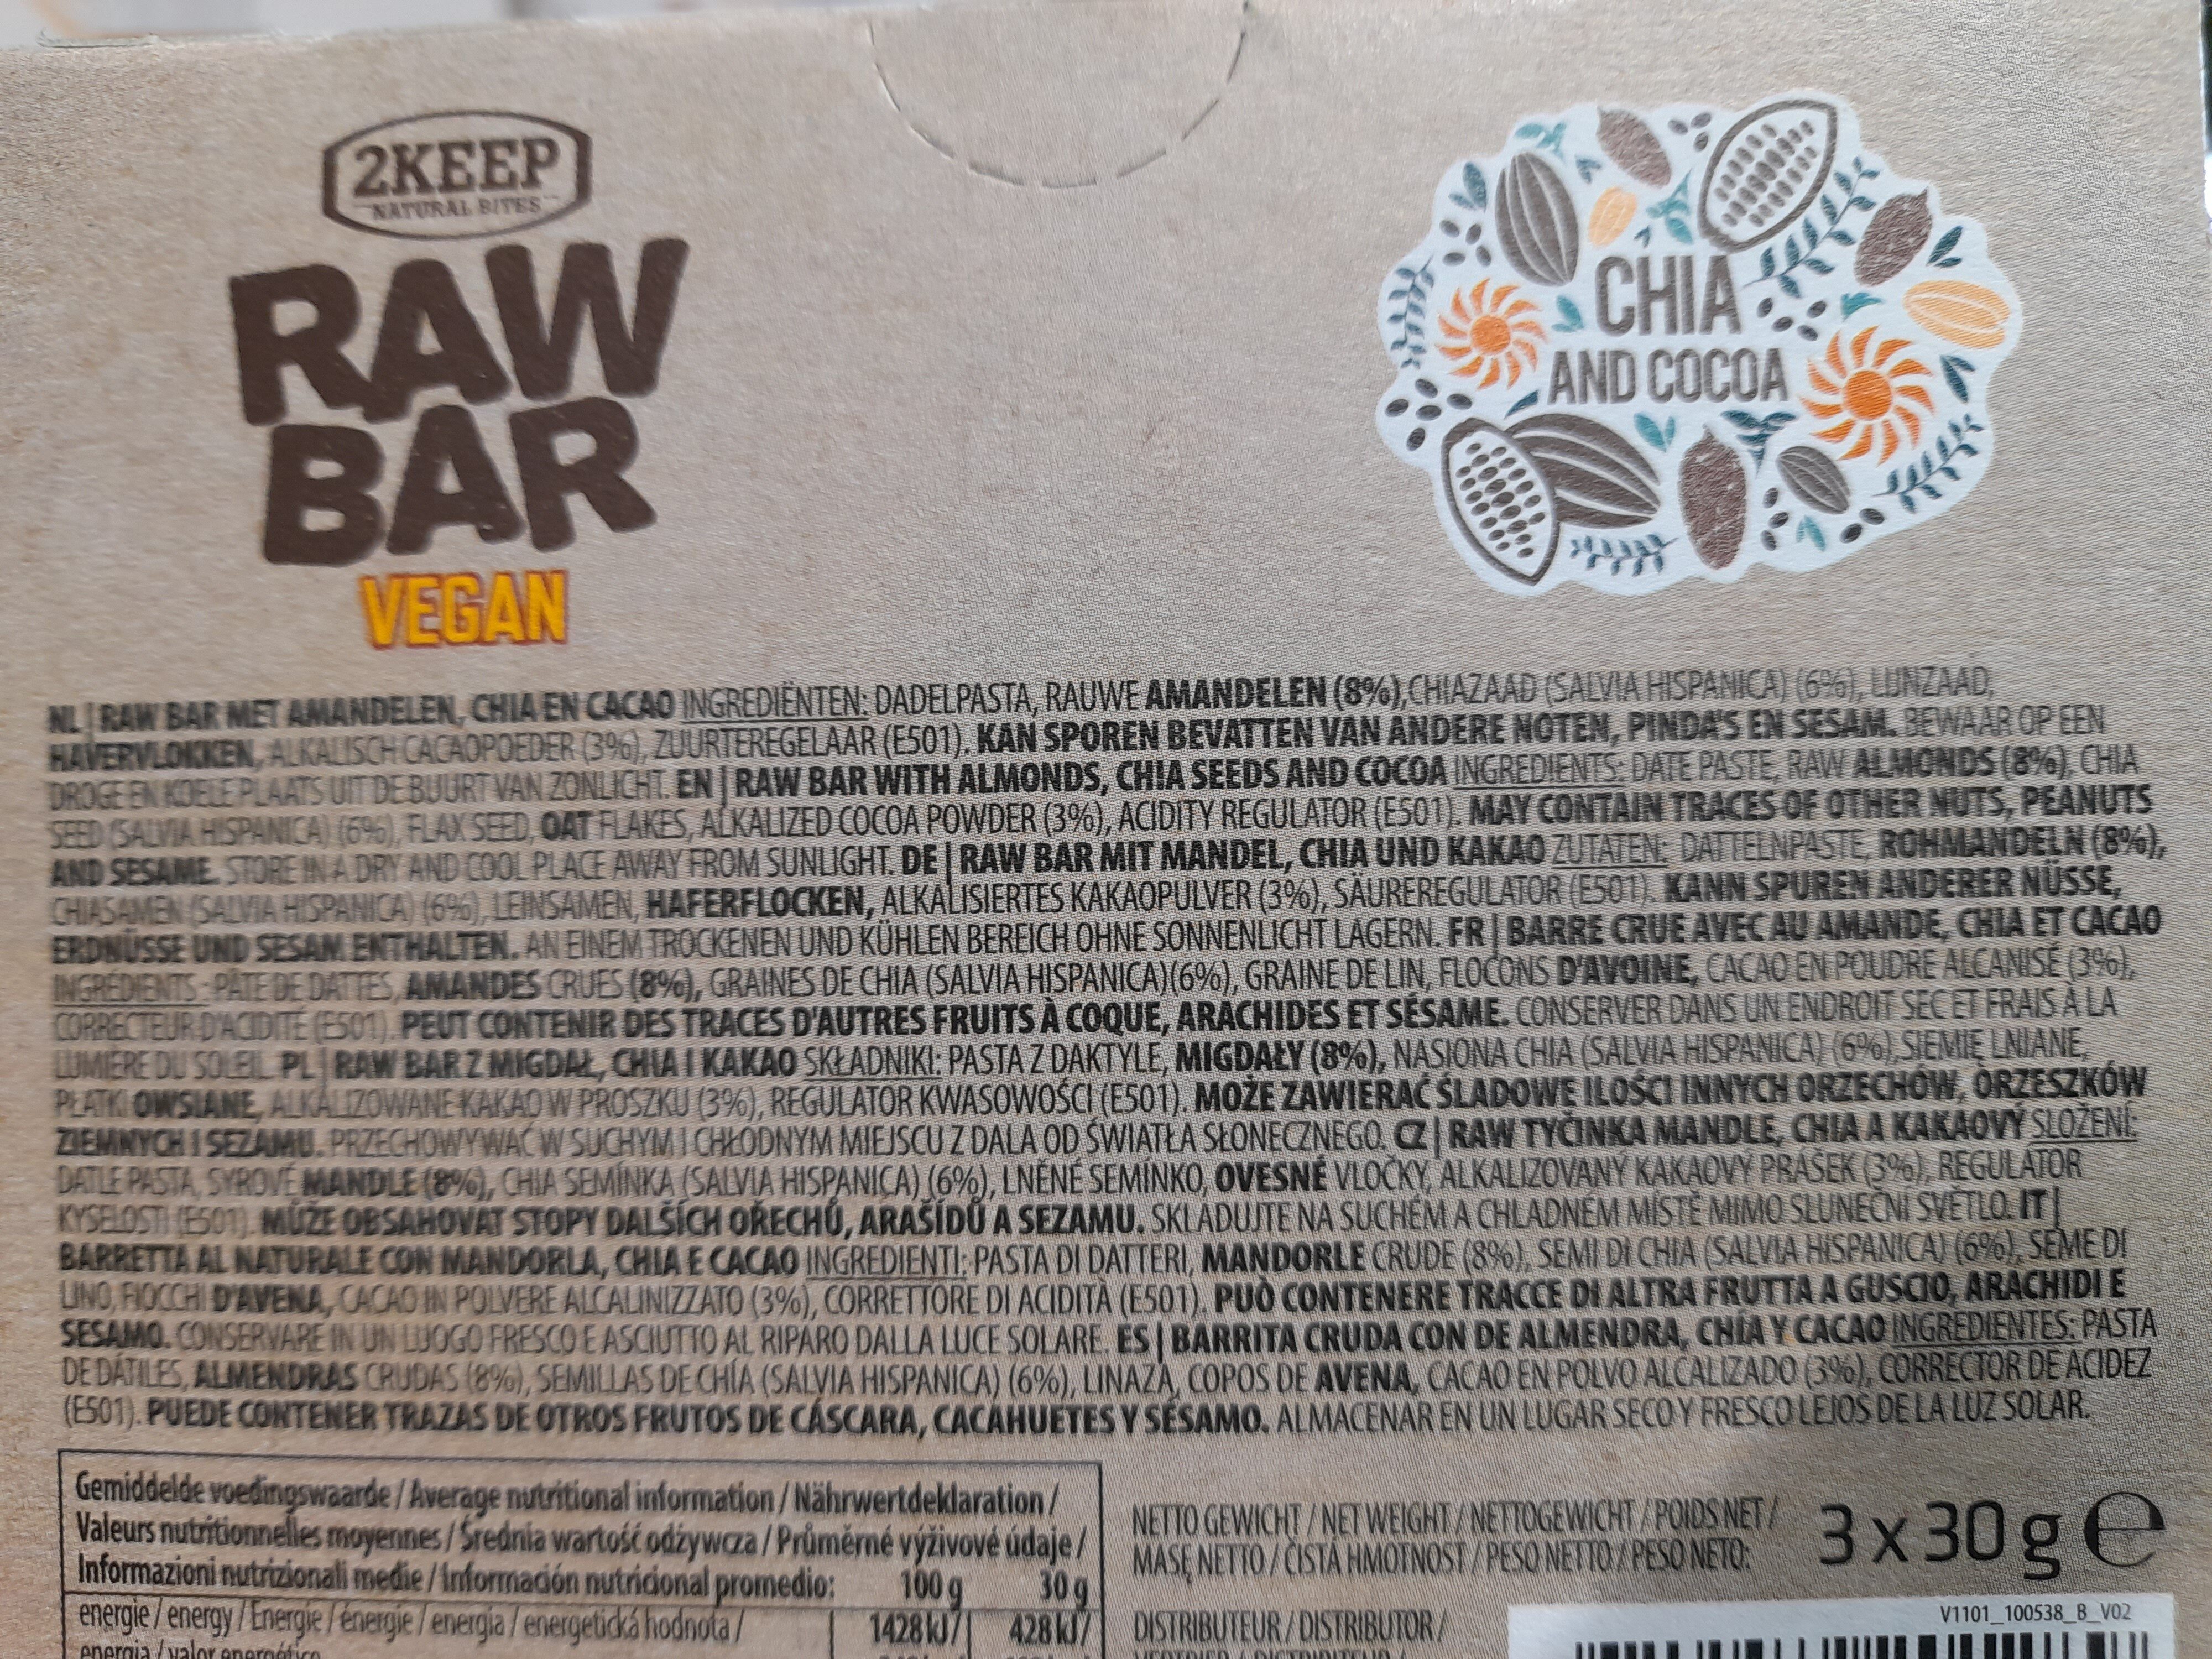 2KEEP
NATURAL BITES
RAW
BAR
VEGAN
CHIA
AND COCOA
NL | RAW BAR MET AMANDELEN, CHIA EN CACAO INGREDIËNTEN: DADELPASTA, RAUWE AMANDELEN (8%),CHIAZAAD (SALVIA HISPANICA) (6%), LIJNZAAD,
HAVERVLOKKEN, ALKALISCH CACAOPOEDER (3%), ZUURTEREGELAAR (E501). KAN SPOREN BEVATTEN VAN ANDERE NOTEN, PINDA'S EN SESAM. BEWAAR OP EEN
DROGE EN KOELE PLAATS UIT DE BUURT VAN ZONLICHT. EN | RAW BAR WITH ALMONDS, CHIA SEEDS AND COCOA INGREDIENTS: DATE PASTE, RAW ALMONDS (8%), CHIA
SEED (SALVIA HISPANICA) (6%), FLAX SEED, OAT FLAKES, ALKALIZED COCOA POWDER (3%), ACIDITY REGULATOR (E501). MAY CONTAIN TRACES OF OTHER NUTS, PEANUTS
AND SESAME. STORE IN A DRY AND COOL PLACE AWAY FROM SUNLIGHT. DE | RAW BAR MIT MANDEL, CHIA UND KAKAO ZUTATEN: DATTELNPASTE, ROHMANDELN (8%),
CHIASAMEN (SALVIA HISPANICA) (6%), LEINSAMEN, HAFERFLOCKEN, ALKALISIERTES KAKAOPULVER (3%), SÄUREREGULATOR (E501). KANN SPUREN ANDERER NÜSSE,
ERDNÜSSE UND SESAM ENTHALTEN. AN EINEM TROCKENEN UND KÜHLEN BEREICH OHNE SONNENLICHT LAGERN. FR | BARRE CRUE AVEC AU AMANDE, CHIA ET CACAO
INGRÉDIENTS : PÂTE DE DATTES, AMANDES CRUES (8%), GRAINES DE CHIA (SALVIA HISPANICA)(6%), GRAINE DE LIN, FLOCONS D'AVOINE, CACAO EN POUDRE ALCANISÉ (3%),
CORRECTEUR D'ACIDITÉ (E501). PEUT CONTENIR DES TRACES D'AUTRES FRUITS À COQUE, ARACHIDES ET SÉSAME. CONSERVER DANS UN ENDROIT SEC ET FRAIS À LA
LUMIÈRE DU SOLEIL. PL | RAW BAR Z MIGDAŁ, CHIA I KAKAO SKŁADNIKI: PASTA Z DAKTYLE, MIGDAŁY (8%), NASIONA CHIA (SALVIA HISPANICA) (6%),SIEMIĘ LNIANE,
PŁATKI OWSIANE, ALKALIZOWANE KAKAO W PROSZKU (3%), REGULATOR KWASOWOŚCI (E501). MOŻE ZAWIERAĆ ŚLADOWE ILOŚCI INNYCH ORZECHÓW, ORZESZKÓW
ZIEMNYCH I SEZAMU. PRZECHOWYWAĆ W SUCHYM I CHŁODNYM MIEJSCU Z DALA OD ŚWIATŁA SŁONECZNEGO. CZ | RAW TYČINKA MANDLE, CHIA A KAKAOVÝ SLOŽENÍ:
DATLE PASTA, SYROVÉ MANDLE (8%), CHIA SEMÍNKA (SALVIA HISPANICA) (6%), LNĚNÉ SEMÍNKO, OVESNÉ VLOČKY, ALKALIZOVANÝ KAKAOVÝ PRÁŠEK (3%), REGULÁTOR
KYSELOSTI (E501). MŮŽE OBSAHOVAT STOPY DALŠÍCH OŘECHŮ, ARAŠÍDŮ A SEZAMU. SKLADUJTE NA SUCHÉM A CHLADNÉM MÍSTĚ MIMO SLUNEČNÍ SVĚTLO. IT |
BARRETTA AL NATURALE CON MANDORLA, CHIA E CACAO INGREDIENTI: PASTA DI DATTERI, MANDORLE CRUDE (8%), SEMI DI CHIA (SALVIA HISPANICA) (6%), SEME DI
LINO, FIOCCHI D'AVENA, CACAO IN POLVERE ALCALINIZZATO (3%), CORRETTORE DI ACIDITÀ (E501). PUÒ CONTENERE TRACCE DI ALTRA FRUTTA A GUSCIO, ARACHIDI E
SESAMO. CONSERVARE IN UN LUOGO FRESCO E ASCIUTTO AL RIPARO DALLA LUCE SOLARE. ES | BARRITA CRUDA CON DE ALMENDRA, CHÍA Y CACAO INGREDIENTES: PASTA
DE DÁTILES, ALMENDRAS CRUDAS (8%), SEMILLAS DE CHÍA (SALVIA HISPANICA) (6%), LINAZA, COPOS DE AVENA, CACAO EN POLVO ALCALIZADO (3%), CORRECTOR DE ACIDEZ
(E501). PUEDE CONTENER TRAZAS DE OTROS FRUTOS DE CÁSCARA, CACAHUETES Y SÉSAMO. ALMACENAR EN UN LUGAR SECO Y FRESCO LEJOS DE LA LUZ SOLAR.
Gemiddelde voedingswaarde / Average nutritional information / Nährwertdeklaration /
Valeurs nutritionnelles moyennes / Średnia wartość odżywcza / Průměrné výživové údaje /
Informazioni nutrizionali medie / Información nutricional promedio: 100 g 30 g
energie / energy / Energie / énergie / energia / energetická hodnota / 1428 kJ/ 428 kJ/
energia / valor energético
NETTO GEWICHT / NET WEIGHT / NETTOGEWICHT / POIDS NET /
MASĘ NETTO / ČISTÁ HMOTNOST / PESO NETTO / PESO NETO:
3 x 30 g ℮
DISTRIBUTEUR / DISTRIBUTOR /
V1101_100538_B_V02